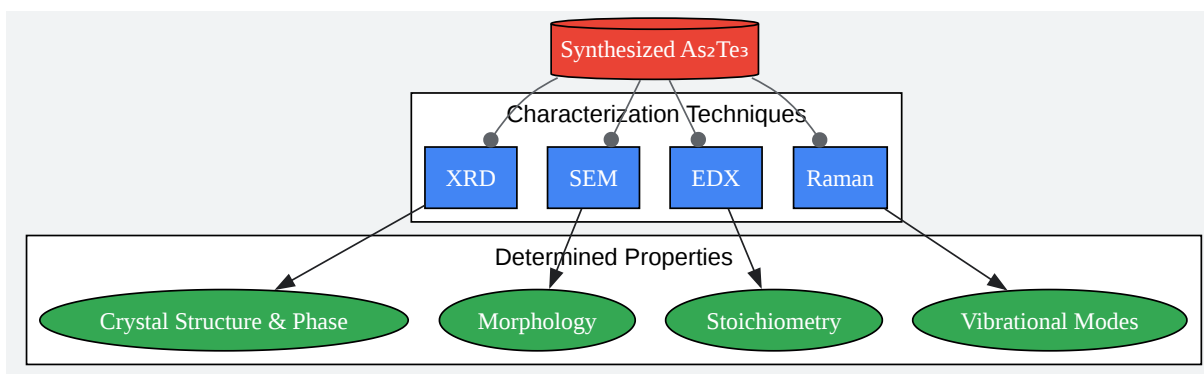 Synthesized As₂Te₃
Characterization Techniques
XRD
SEM
EDX
Raman
Determined Properties
Crystal Structure & Phase
Morphology
Stoichiometry
Vibrational Modes